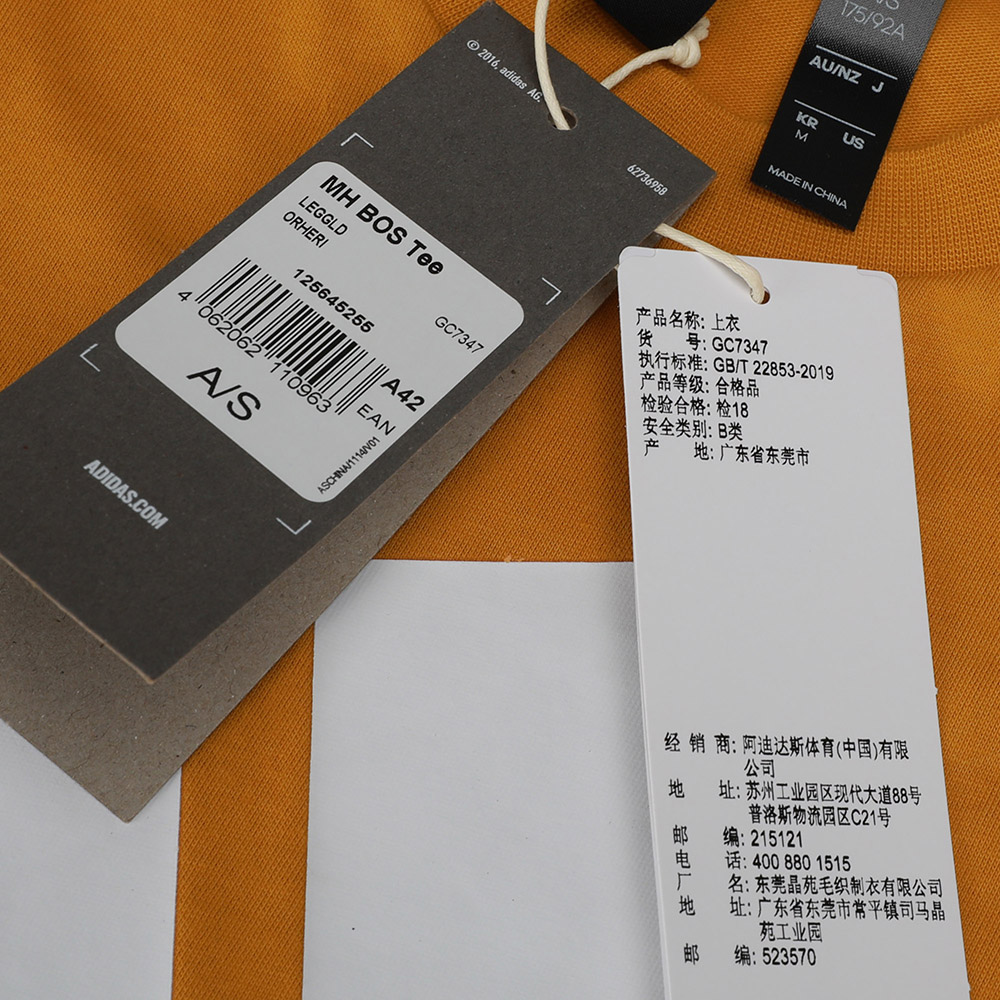 © 2016, adidas AG.
62736958
MH BOS Tee
LEGGLD
ORHERI
125645255
GC7347
4 062062 110963
A42
EAN
A/S
ASCHINA/1114A/01
ADIDAS.COM
175/92A
AU/NZ J
KR US
M
MADE IN CHINA
产品名称: 上衣
货 号: GC7347
执行标准: GB/T 22853-2019
产品等级: 合格品
检验合格: 检18
安全类别: B类
产 地: 广东省东莞市
经 销 商: 阿迪达斯体育(中国)有限
公司
地 址: 苏州工业园区现代大道88号
普洛斯物流园区C21号
邮 编: 215121
电 话: 400 880 1515
厂 名: 东莞晶苑毛织制衣有限公司
地 址: 广东省东莞市常平镇司马晶
苑工业园
邮 编: 523570